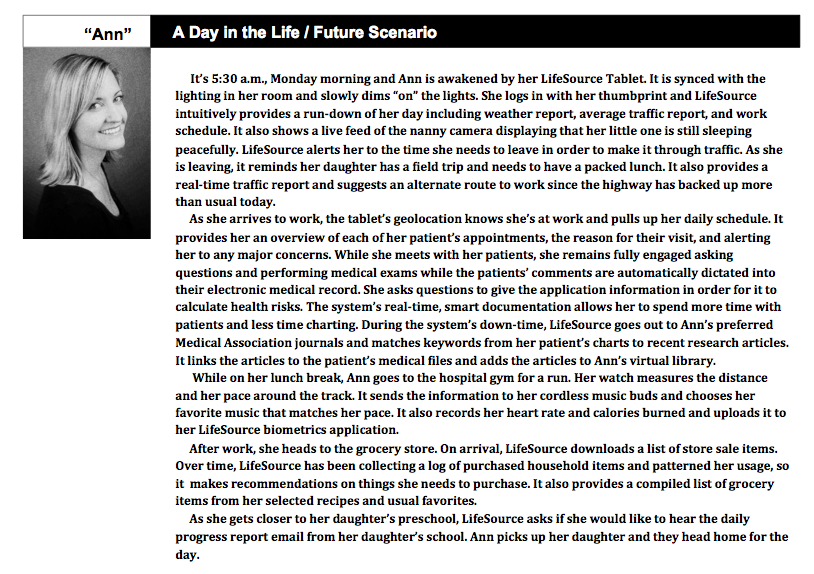 “Ann”
A Day in the Life / Future Scenario
It’s 5:30 a.m., Monday morning and Ann is awakened by her LifeSource Tablet. It is synced with the
lighting in her room and slowly dims “on” the lights. She logs in with her thumbprint and LifeSource
intuitively provides a run-down of her day including weather report, average traffic report, and work
schedule. It also shows a live feed of the nanny camera displaying that her little one is still sleeping
peacefully. LifeSource alerts her to the time she needs to leave in order to make it through traffic. As she
is leaving, it reminds her daughter has a field trip and needs to have a packed lunch. It also provides a
real-time traffic report and suggests an alternate route to work since the highway has backed up more
than usual today.
As she arrives to work, the tablet’s geolocation knows she’s at work and pulls up her daily schedule. It
provides her an overview of each of her patient’s appointments, the reason for their visit, and alerting
her to any major concerns. While she meets with her patients, she remains fully engaged asking
questions and performing medical exams while the patients’ comments are automatically dictated into
their electronic medical record. She asks questions to give the application information in order for it to
calculate health risks. The system’s real-time, smart documentation allows her to spend more time with
patients and less time charting. During the system’s down-time, LifeSource goes out to Ann’s preferred
Medical Association journals and matches keywords from her patient’s charts to recent research articles.
It links the articles to the patient’s medical files and adds the articles to Ann’s virtual library.
While on her lunch break, Ann goes to the hospital gym for a run. Her watch measures the distance
and her pace around the track. It sends the information to her cordless music buds and chooses her
favorite music that matches her pace. It also records her heart rate and calories burned and uploads it to
her LifeSource biometrics application.
After work, she heads to the grocery store. On arrival, LifeSource downloads a list of store sale items.
Over time, LifeSource has been collecting a log of purchased household items and patterned her usage, so
it makes recommendations on things she needs to purchase. It also provides a compiled list of grocery
items from her selected recipes and usual favorites.
As she gets closer to her daughter’s preschool, LifeSource asks if she would like to hear the daily
progress report email from her daughter’s school. Ann picks up her daughter and they head home for the
day.